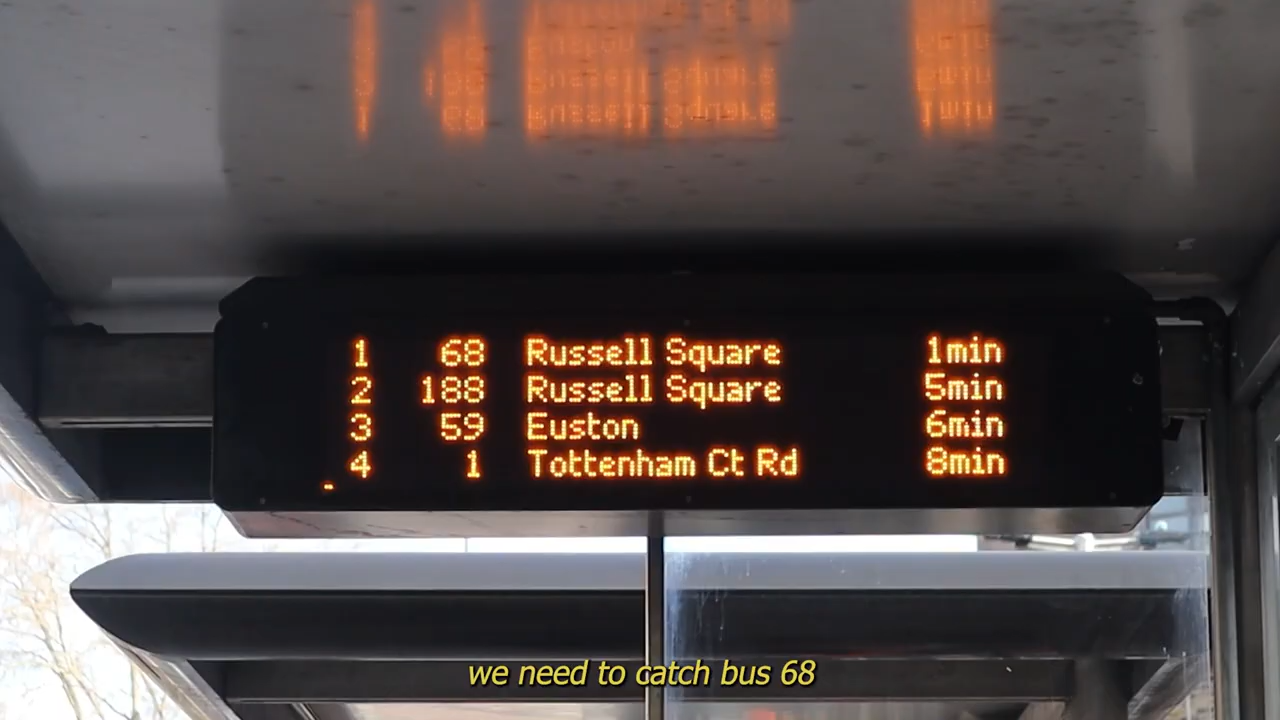 1 68 Russell Square 1min
2 188 Russell Square 5min
3 59 Euston 6min
4 1 Tottenham Ct Rd 8min
we need to catch bus 68